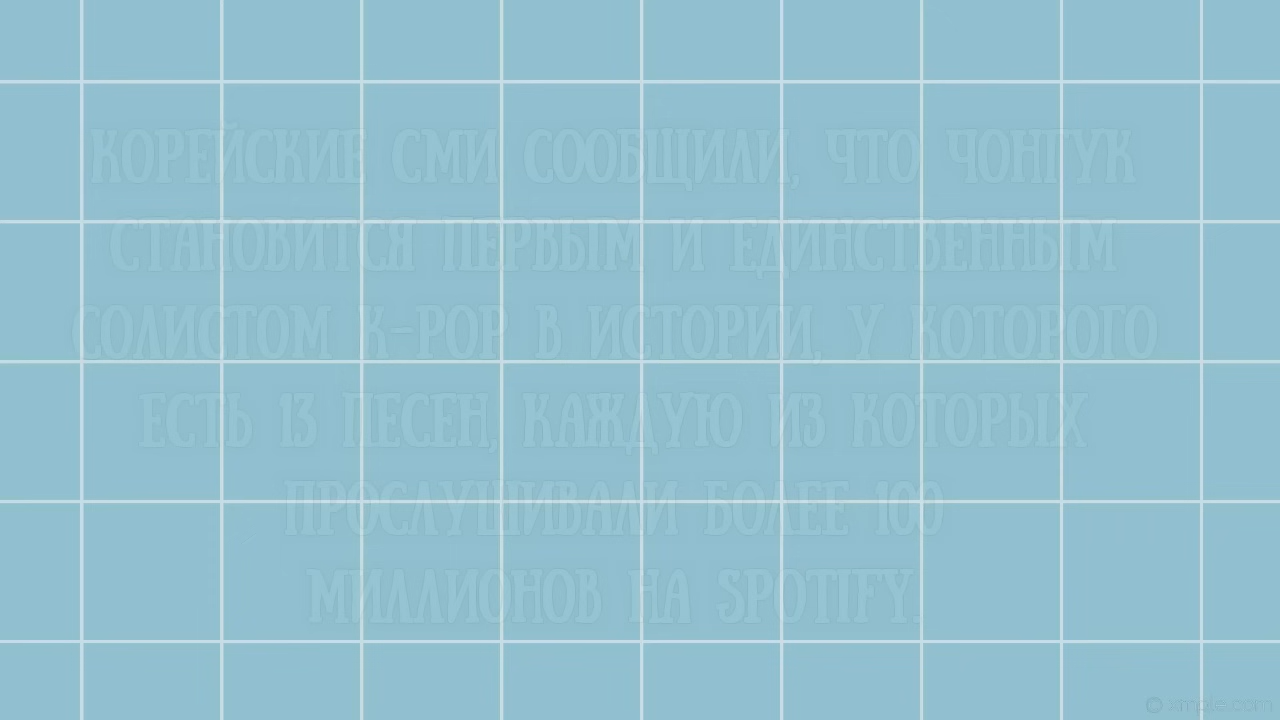 КОРЕЙСКИЕ СМИ СООБЩИЛИ, ЧТО ЧОНГУК
СТАНОВИТСЯ ПЕРВЫМ И ЕДИНСТВЕННЫМ
СОЛИСТОМ K-POP В ИСТОРИИ, У КОТОРОГО
ЕСТЬ 13 ПЕСЕН, КАЖДУЮ ИЗ КОТОРЫХ
ПРОСЛУШИВАЛИ БОЛЕЕ 100
МИЛЛИОНОВ НА SPOTIFY.